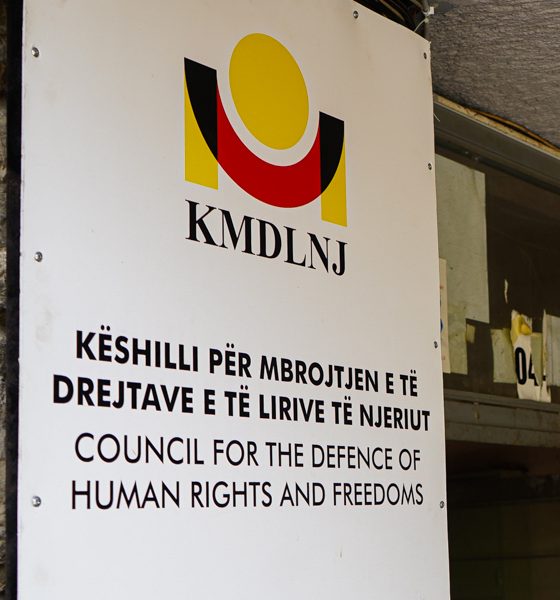 KMDLNJ
KËSHILLI PËR MBROJTJEN E TË
DREJTAVE E TË LIRIVE TË NJERIUT
COUNCIL FOR THE DEFENCE OF
HUMAN RIGHTS AND FREEDOMS
04